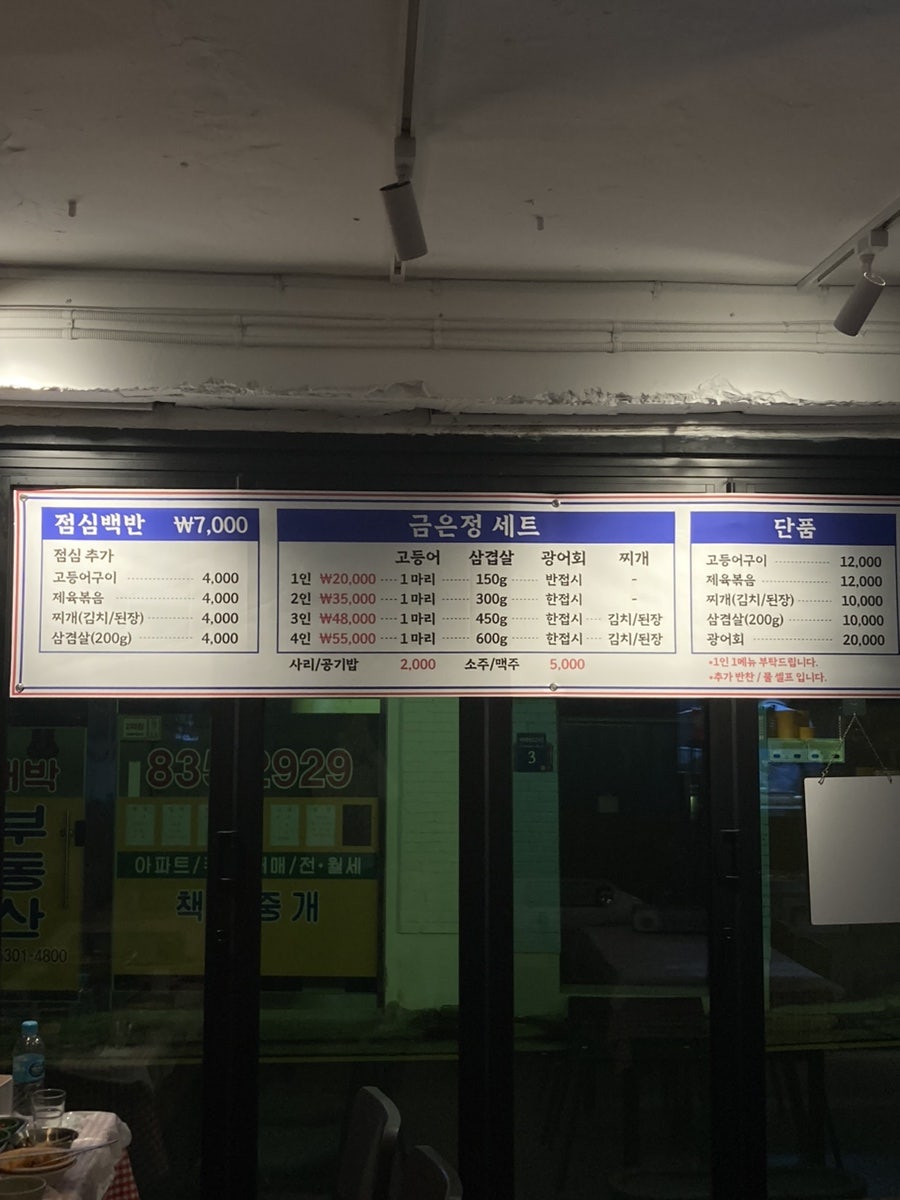 점심백반 ₩7,000
점심 추가
고등어구이 4,000
제육볶음 4,000
찌개(김치/된장) 4,000
삼겹살(200g) 4,000
금은정 세트
고등어 삼겹살 광어회 찌개
1인 ₩20,000 1마리 150g 반접시 -
2인 ₩35,000 1마리 300g 한접시 -
3인 ₩48,000 1마리 450g 한접시 김치/된장
4인 ₩55,000 1마리 600g 한접시 김치/된장
사리/공기밥 2,000 소주/맥주 5,000
단품
고등어구이 12,000
제육볶음 12,000
찌개(김치/된장) 10,000
삼겹살(200g) 10,000
광어회 20,000
*1인 1메뉴 부탁드립니다.
*추가 반찬 / 물 셀프 입니다.
부동산
301-4800
835 2929
아파트/ 매/전·월세
책 중개
3